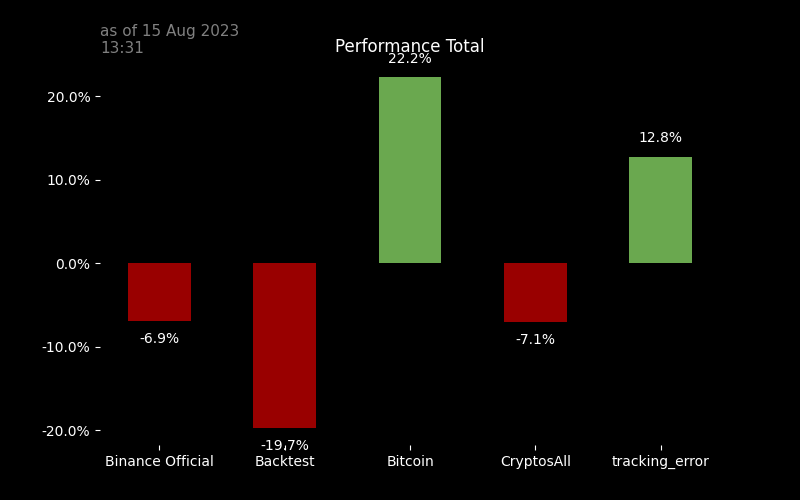 as of 15 Aug 2023
13:31
Performance Total
22.2%
20.0%
12.8%
10.0%
0.0%
-6.9%
-7.1%
-10.0%
-20.0%
-19.7%
Binance Official
Backtest
Bitcoin
CryptosAll
tracking_error